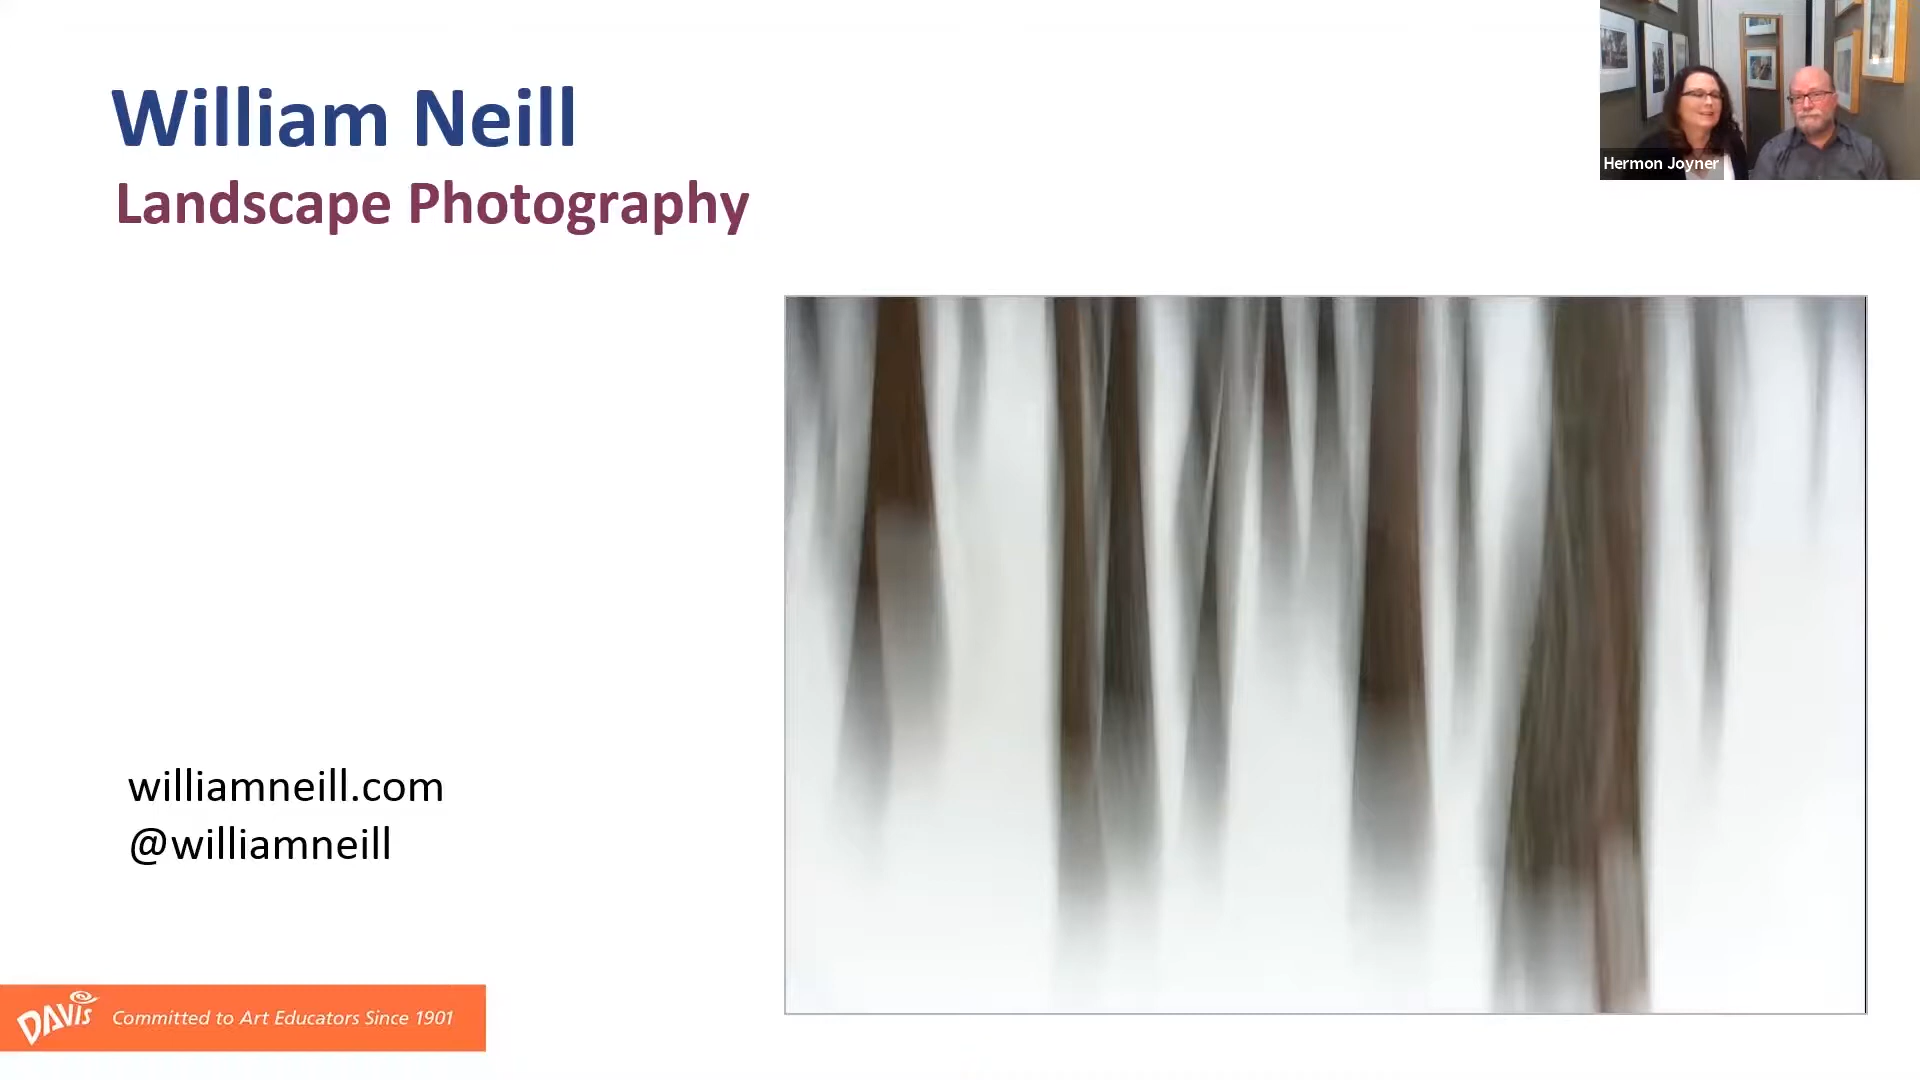 William Neill
Landscape Photography
Hermon Joyner
williamneill.com
@williamneill
DAVIS Committed to Art Educators Since 1901